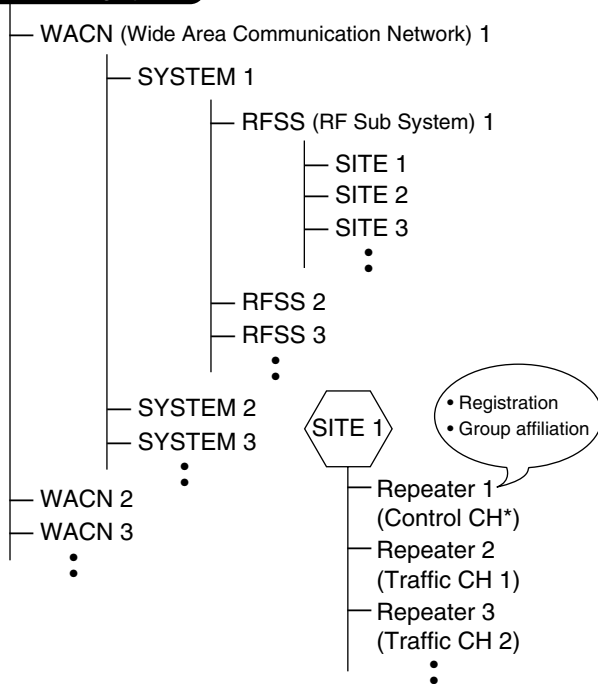 WACN (Wide Area Communication Network) 1
SYSTEM 1
RFSS (RF Sub System) 1
SITE 1
SITE 2
SITE 3
RFSS 2
RFSS 3
SYSTEM 2
SYSTEM 3
WACN 2
WACN 3
SITE 1
• Registration
• Group affiliation
Repeater 1
(Control CH*)
Repeater 2
(Traffic CH 1)
Repeater 3
(Traffic CH 2)